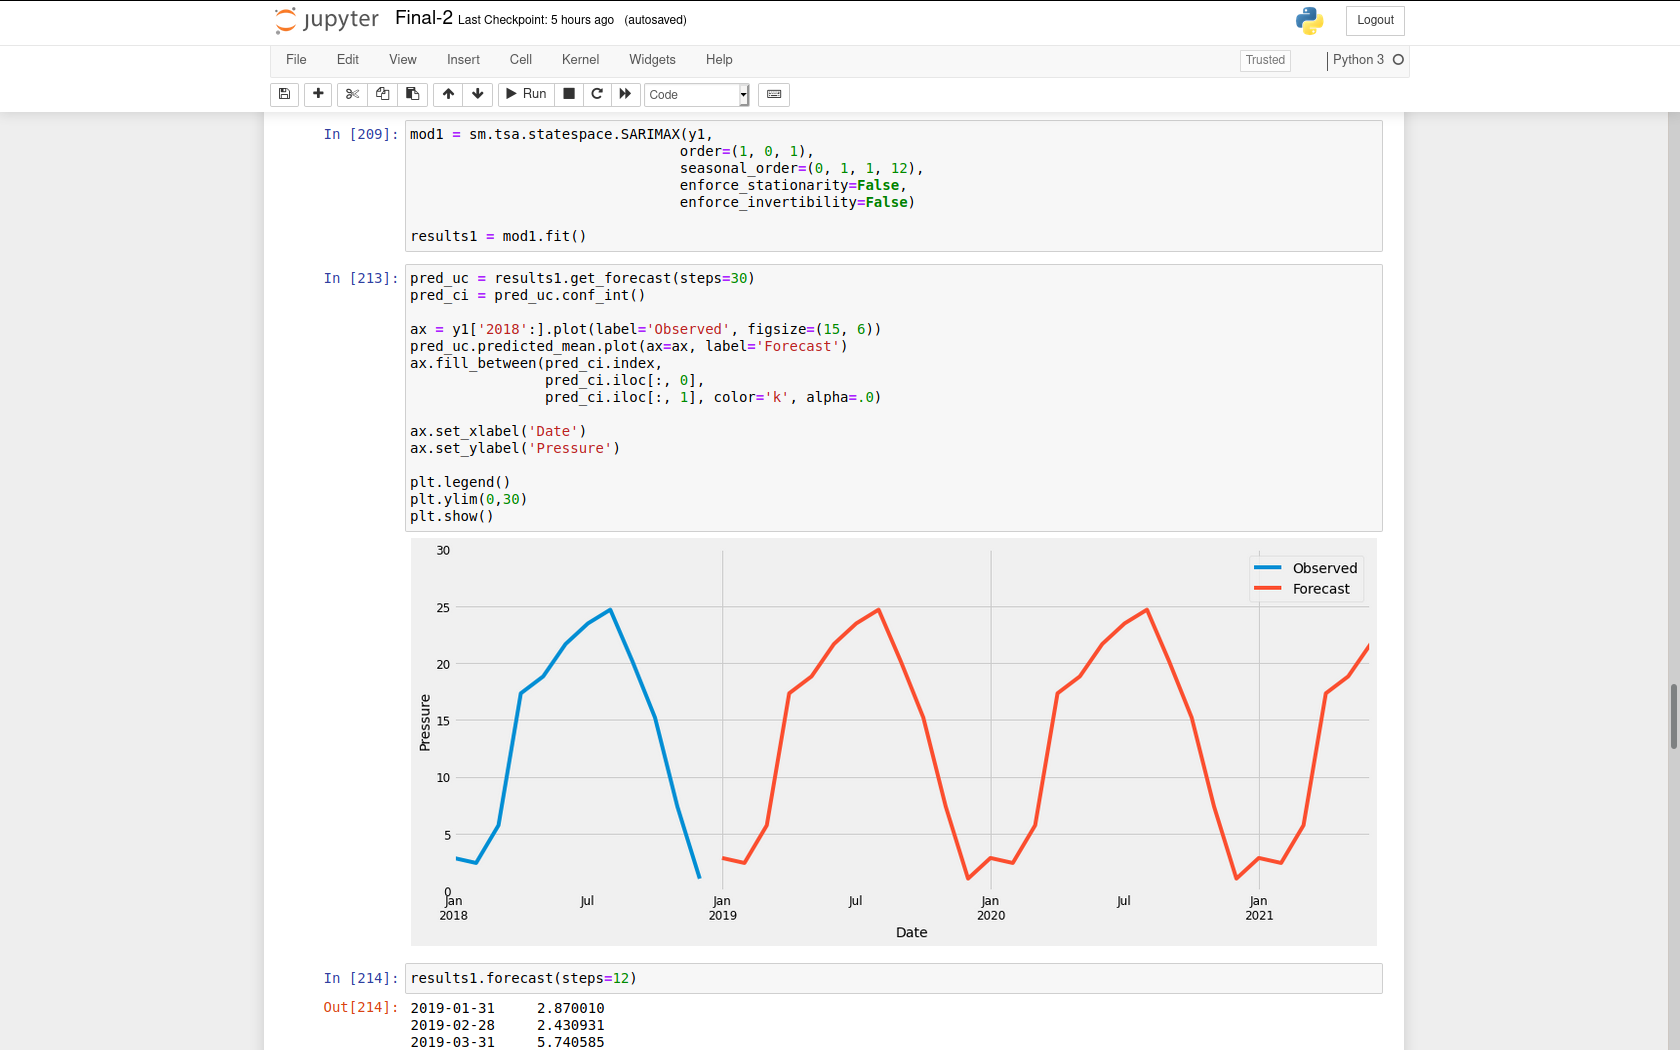 jupyter Final-2 Last Checkpoint: 5 hours ago (autosaved) Logout
File Edit View Insert Cell Kernel Widgets Help Trusted Python 3
Run Code
In [209]: mod1 = sm.tsa.statespace.SARIMAX(y1,
order=(1, 0, 1),
seasonal_order=(0, 1, 1, 12),
enforce_stationarity=False,
enforce_invertibility=False)
results1 = mod1.fit()
In [213]: pred_uc = results1.get_forecast(steps=30)
pred_ci = pred_uc.conf_int()
ax = y1['2018':].plot(label='Observed', figsize=(15, 6))
pred_uc.predicted_mean.plot(ax=ax, label='Forecast')
ax.fill_between(pred_ci.index,
pred_ci.iloc[:, 0],
pred_ci.iloc[:, 1], color='k', alpha=.0)
ax.set_xlabel('Date')
ax.set_ylabel('Pressure')
plt.legend()
plt.ylim(0,30)
plt.show()
30
Observed
Forecast
25
20
Pressure
15
10
5
0
Jan Jul Jan Jul Jan Jul Jan
2018 2019 2020 2021
Date
In [214]: results1.forecast(steps=12)
Out[214]: 2019-01-31 2.870010
2019-02-28 2.430931
2019-03-31 5.740585